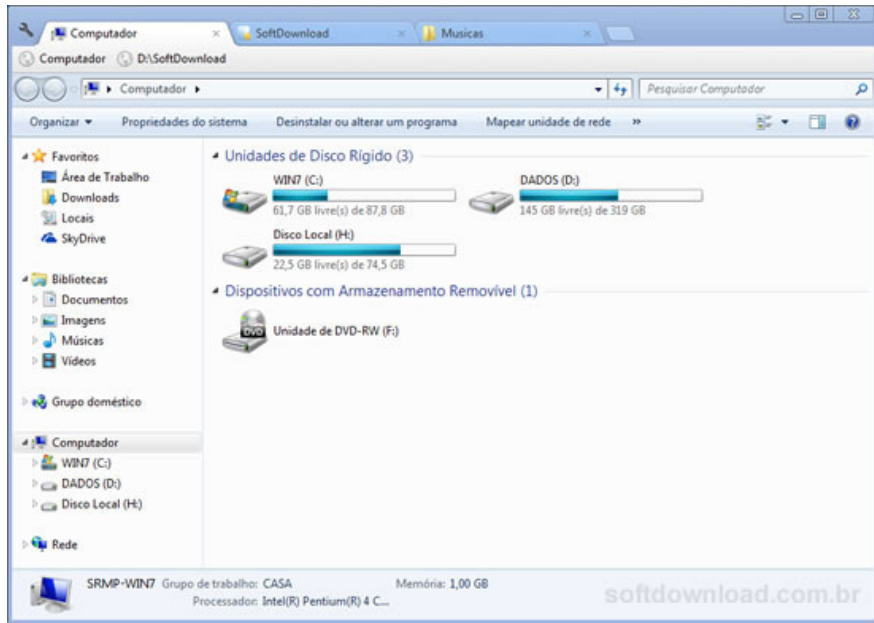 Computador SoftDownload Musicas
Computador D:\SoftDownload
Computador Pesquisar Computador
Organizar Propriedades do sistema Desinstalar ou alterar um programa Mapear unidade de rede »
Favoritos
Área de Trabalho
Downloads
Locais
SkyDrive
Bibliotecas
Documentos
Imagens
Músicas
Vídeos
Grupo doméstico
Computador
WIN7 (C:)
DADOS (D:)
Disco Local (H:)
Rede
Unidades de Disco Rígido (3)
WIN7 (C:)
61,7 GB livre(s) de 87,8 GB
DADOS (D:)
145 GB livre(s) de 319 GB
Disco Local (H:)
22,5 GB livre(s) de 74,5 GB
Dispositivos com Armazenamento Removível (1)
DVD
Unidade de DVD-RW (F:)
SRMP-WIN7 Grupo de trabalho: CASA Memória: 1,00 GB
Processador: Intel(R) Pentium(R) 4 C...
softdownload.com.br